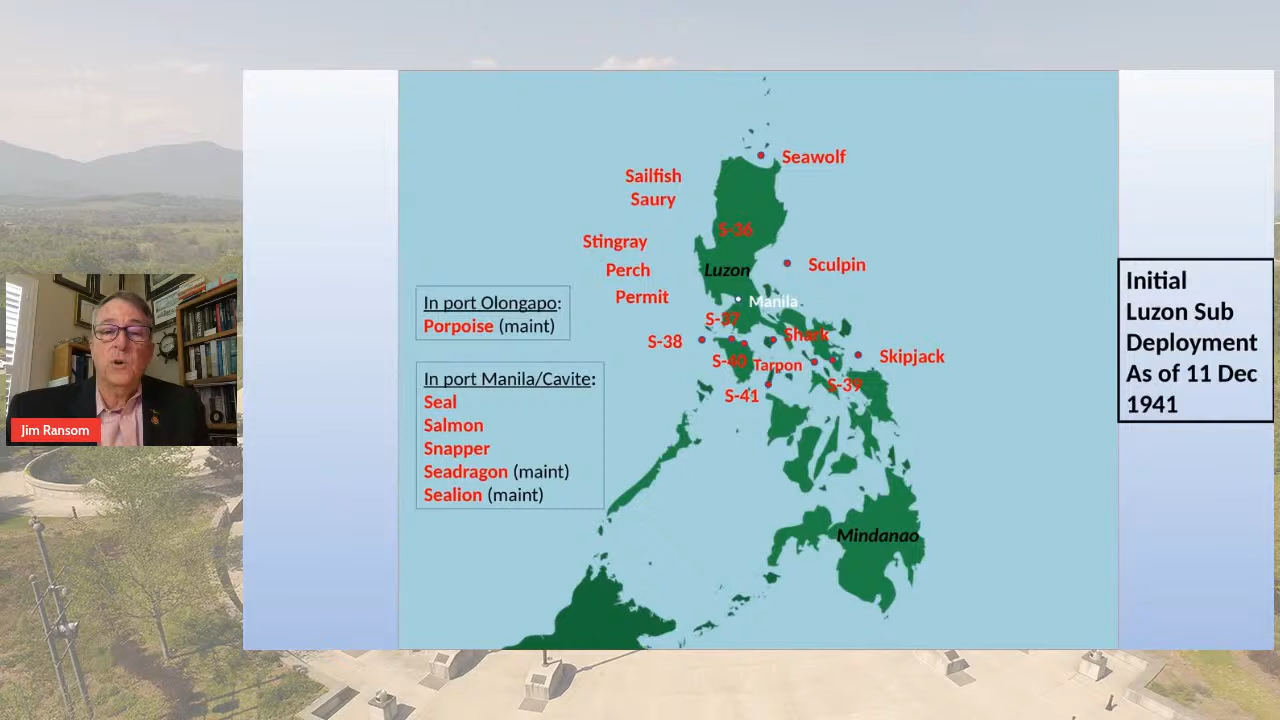 Seawolf
Sailfish
Saury
S-36
Stingray
Sculpin
Perch
Luzon
Permit
Manila
In port Olongapo:
Porpoise (maint)
S-37
S-38
Shark
S-40
Tarpon
Skipjack
S-39
S-41
In port Manila/Cavite:
Seal
Salmon
Snapper
Seadragon (maint)
Sealion (maint)
Mindanao
Initial
Luzon Sub
Deployment
As of 11 Dec
1941
Jim Ransom